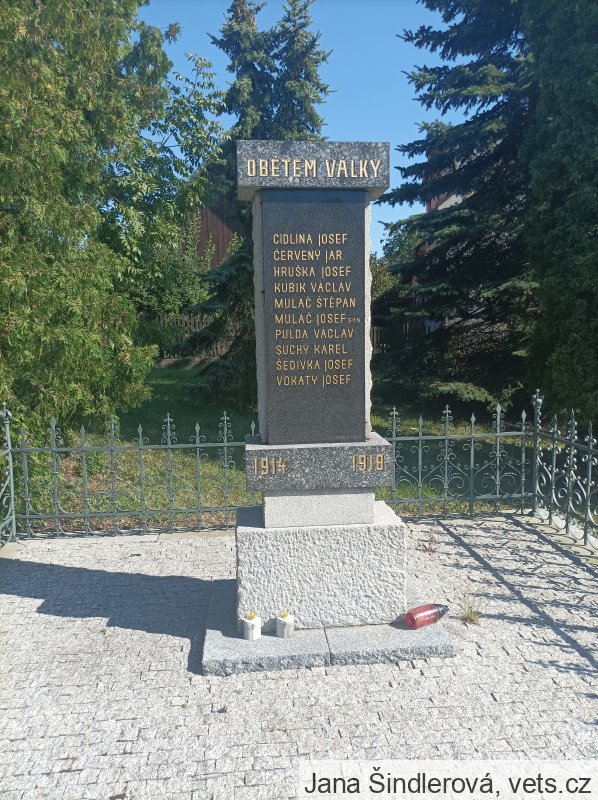 OBĚTEM VÁLKY
CIDLINA JOSEF
ČERVENÝ JAR.
HRUŠKA JOSEF
KUBIK VÁCLAV
MULAČ ŠTĚPÁN
MULAČ JOSEF SYN
PULDA VÁCLAV
SUCHÝ KAREL
ŠEDIVKA JOSEF
VOKATÝ JOSEF
1914 1918
Jana Šindlerová, vets.cz